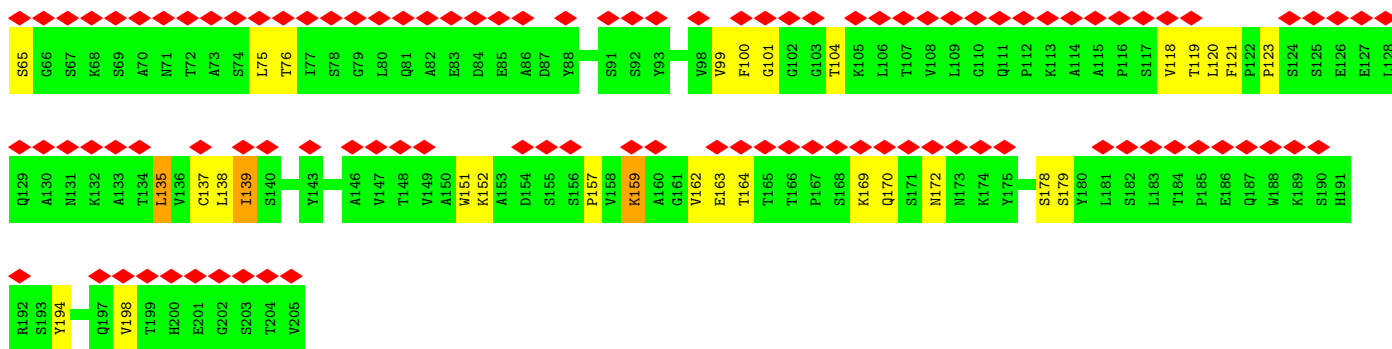 S65 G66 S67 K68 S69 A70 N71 T72 A73 S74 L75 T76 I77 S78 G79 L80 Q81 A82 E83 D84 E85 A86 D87 Y88 S91 S92 Y93 V98 V99 F100 G101 G102 G103 T104 K105 L106 T107 V108 L109 G110 Q111 P112 K113 A114 A115 P116 S117 V118 T119 L120 F121 P122 P123 S124 S125 E126 E127 L128
Q129 A130 N131 K132 A133 T134 L135 V136 C137 L138 I139 S140 Y143 A146 V147 T148 V149 A150 W151 K152 A153 D154 S155 S156 P157 V158 K159 A160 G161 V162 E163 T164 T165 T166 P167 S168 K169 Q170 S171 N172 N173 K174 Y175 S178 S179 Y180 L181 S182 L183 T184 P185 E186 Q187 W188 K189 S190 H191
R192 S193 Y194 Q197 V198 T199 H200 E201 G202 S203 T204 V205